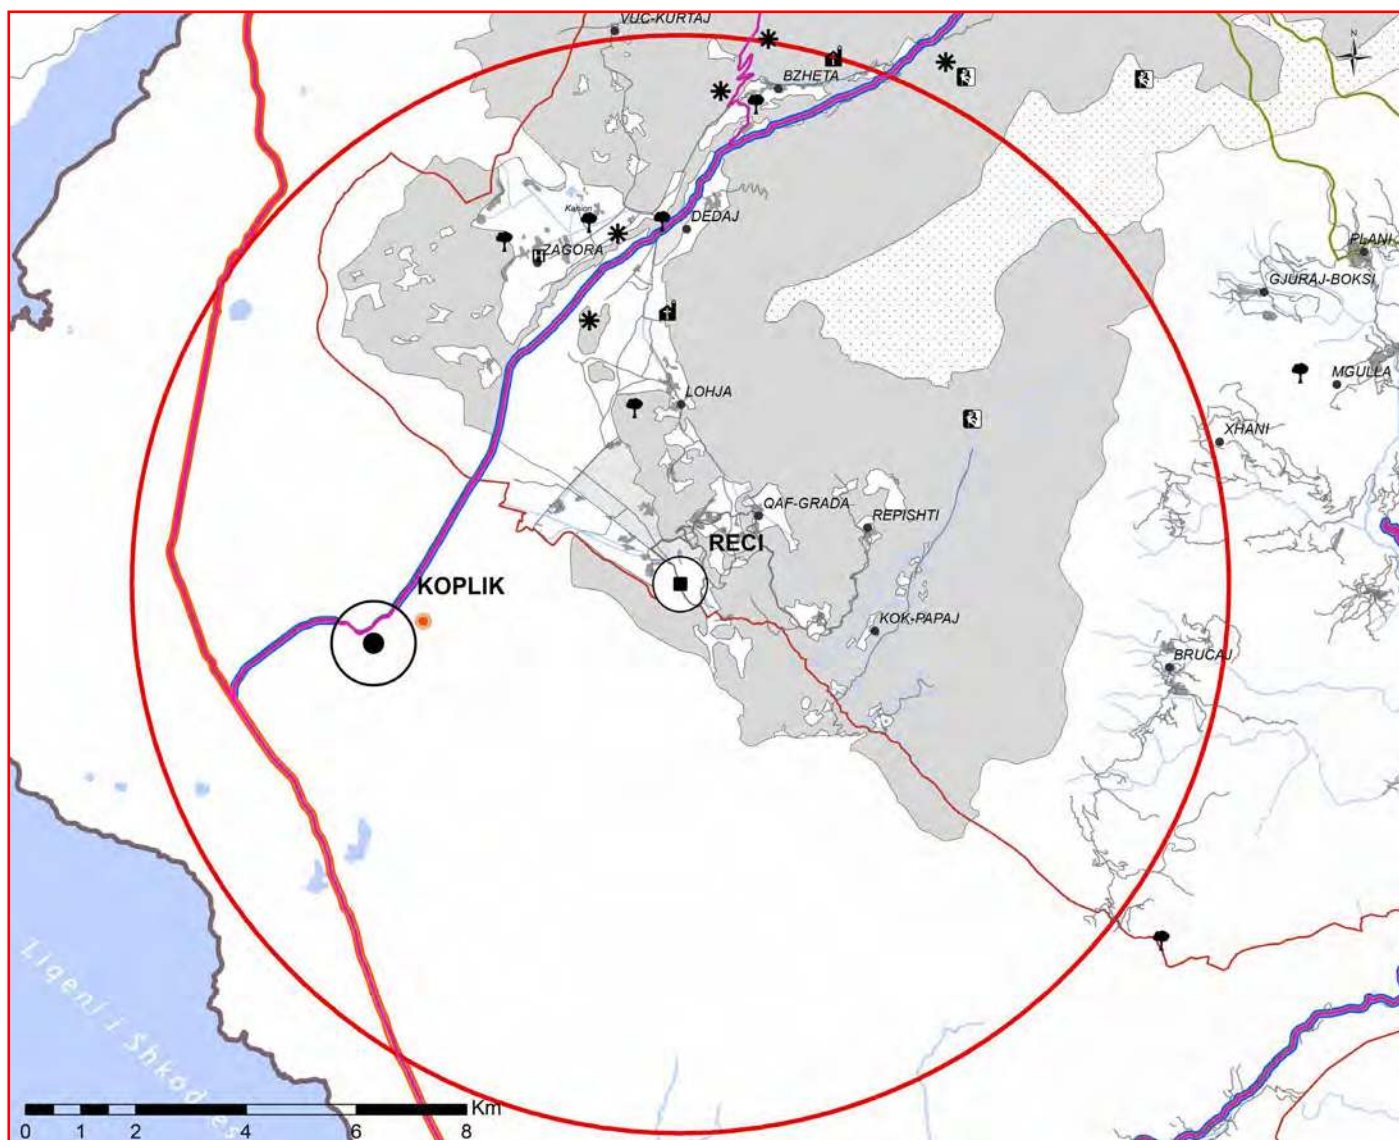 VUC-KURTAJ
N
BZHETA
DEDAJ
Kahion
ZAGORA
H
PLANI
GJURAJ-BOKSI
MGULLA
LOHJA
XHANI
QAF-GRADA
REPISHTI
RECI
KOPLIK
KOK-PAPAJ
BRUCAJ
Liqeni i Shkodres
Km
0 1 2 4 6 8